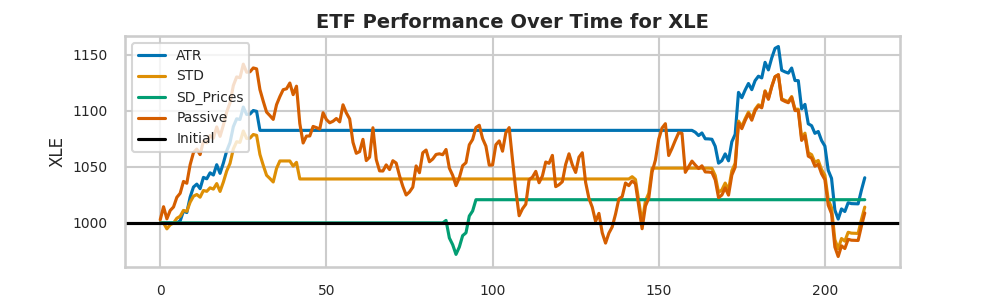 ETF Performance Over Time for XLE
XLE
1150
1100
1050
1000
ATR
STD
SD_Prices
Passive
Initial
0
50
100
150
200